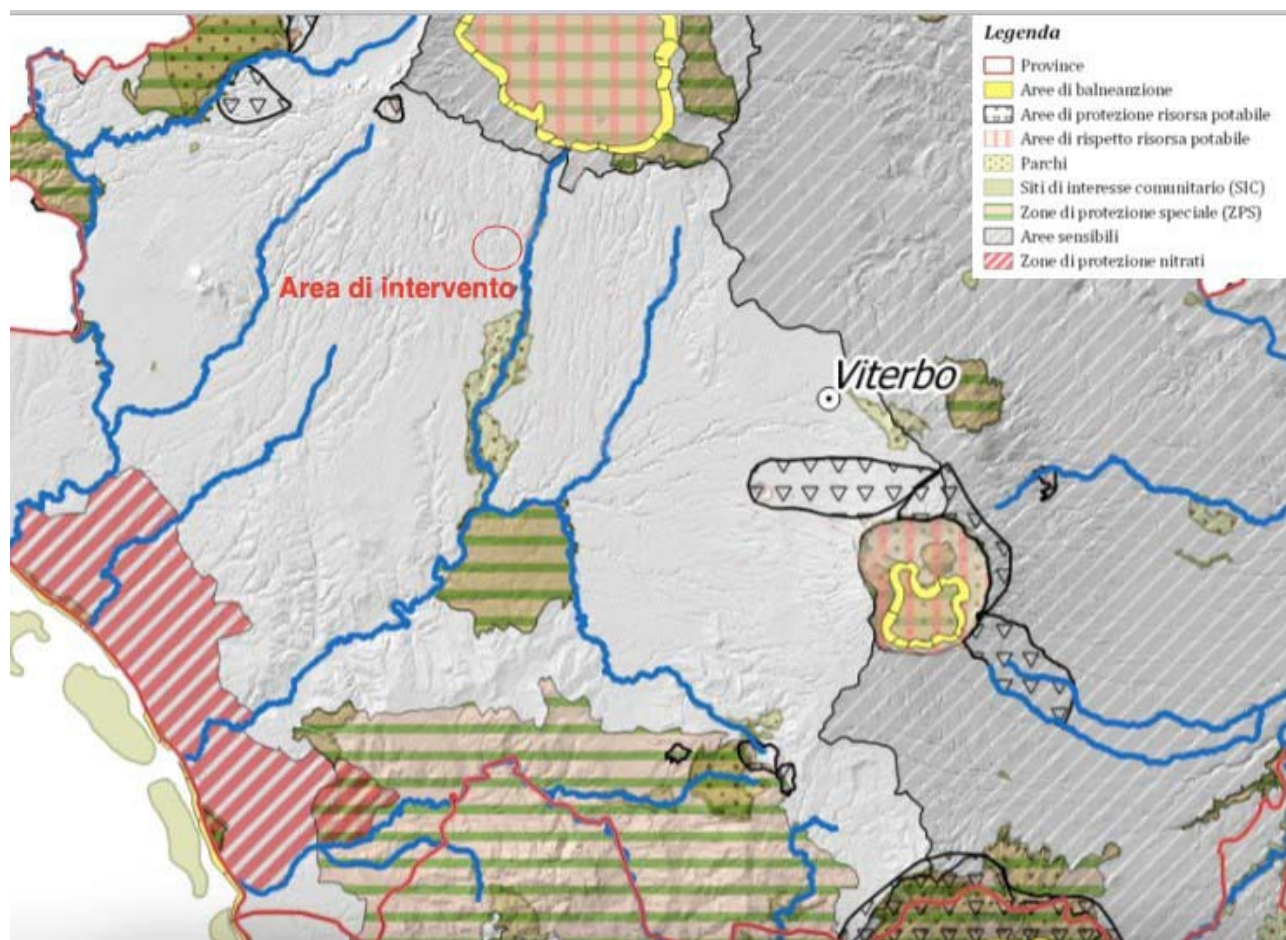 Legenda
Province
Aree di balneanzione
Aree di protezione risorsa potabile
Aree di rispetto risorsa potabile
Parchi
Siti di interesse comunitario (SIC)
Zone di protezione speciale (ZPS)
Aree sensibili
Zone di protezione nitrati
Area di intervento
Viterbo